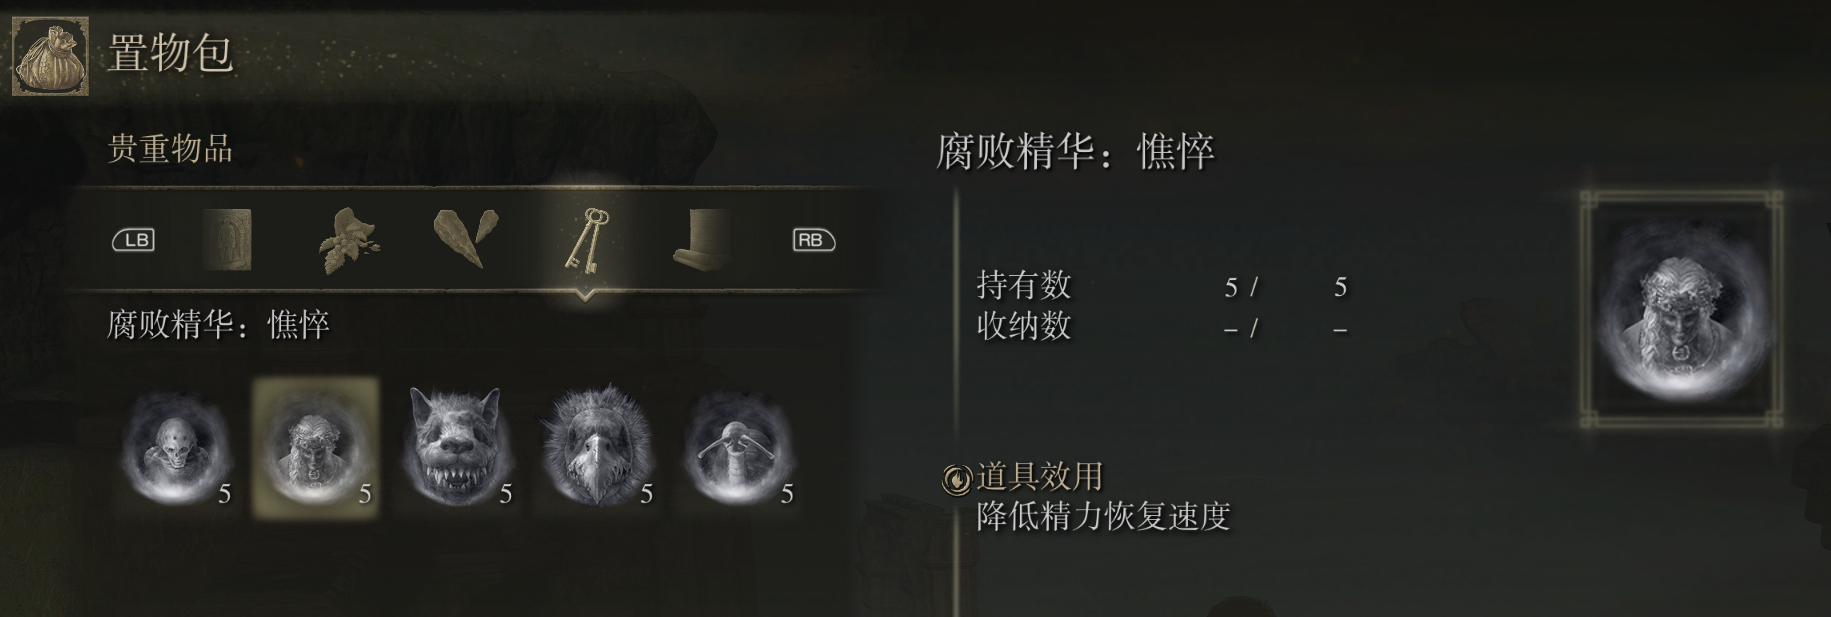 置物包
贵重物品
LB
RB
腐败精华：憔悴
5
5
5
5
5
腐败精华：憔悴
持有数 5 / 5
收纳数 – / –
道具效用
降低精力恢复速度